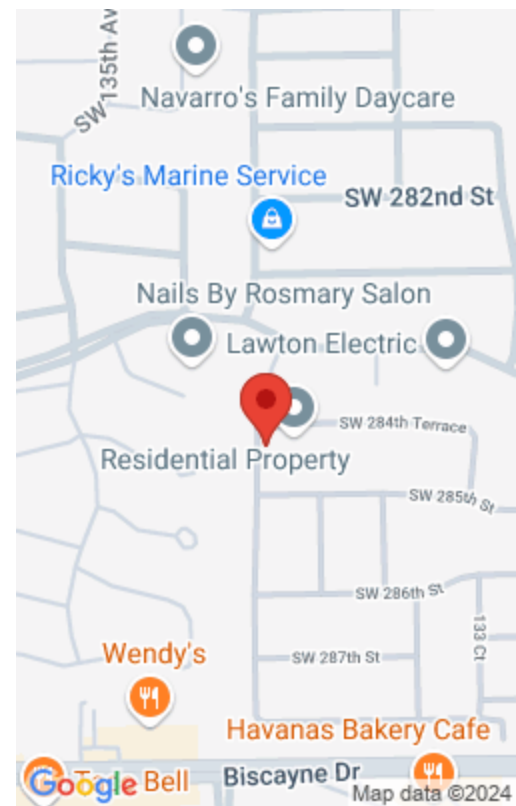 SW 135th Av
Navarro's Family Daycare
Ricky's Marine Service
SW 282nd St
Nails By Rosmary Salon
Lawton Electric
SW 284th Terrace
Residential Property
SW 285th St
SW 286th St
133 Ct
Wendy's
SW 287th St
Havanas Bakery Cafe
Google
Bell
Biscayne Dr
Map data ©2024